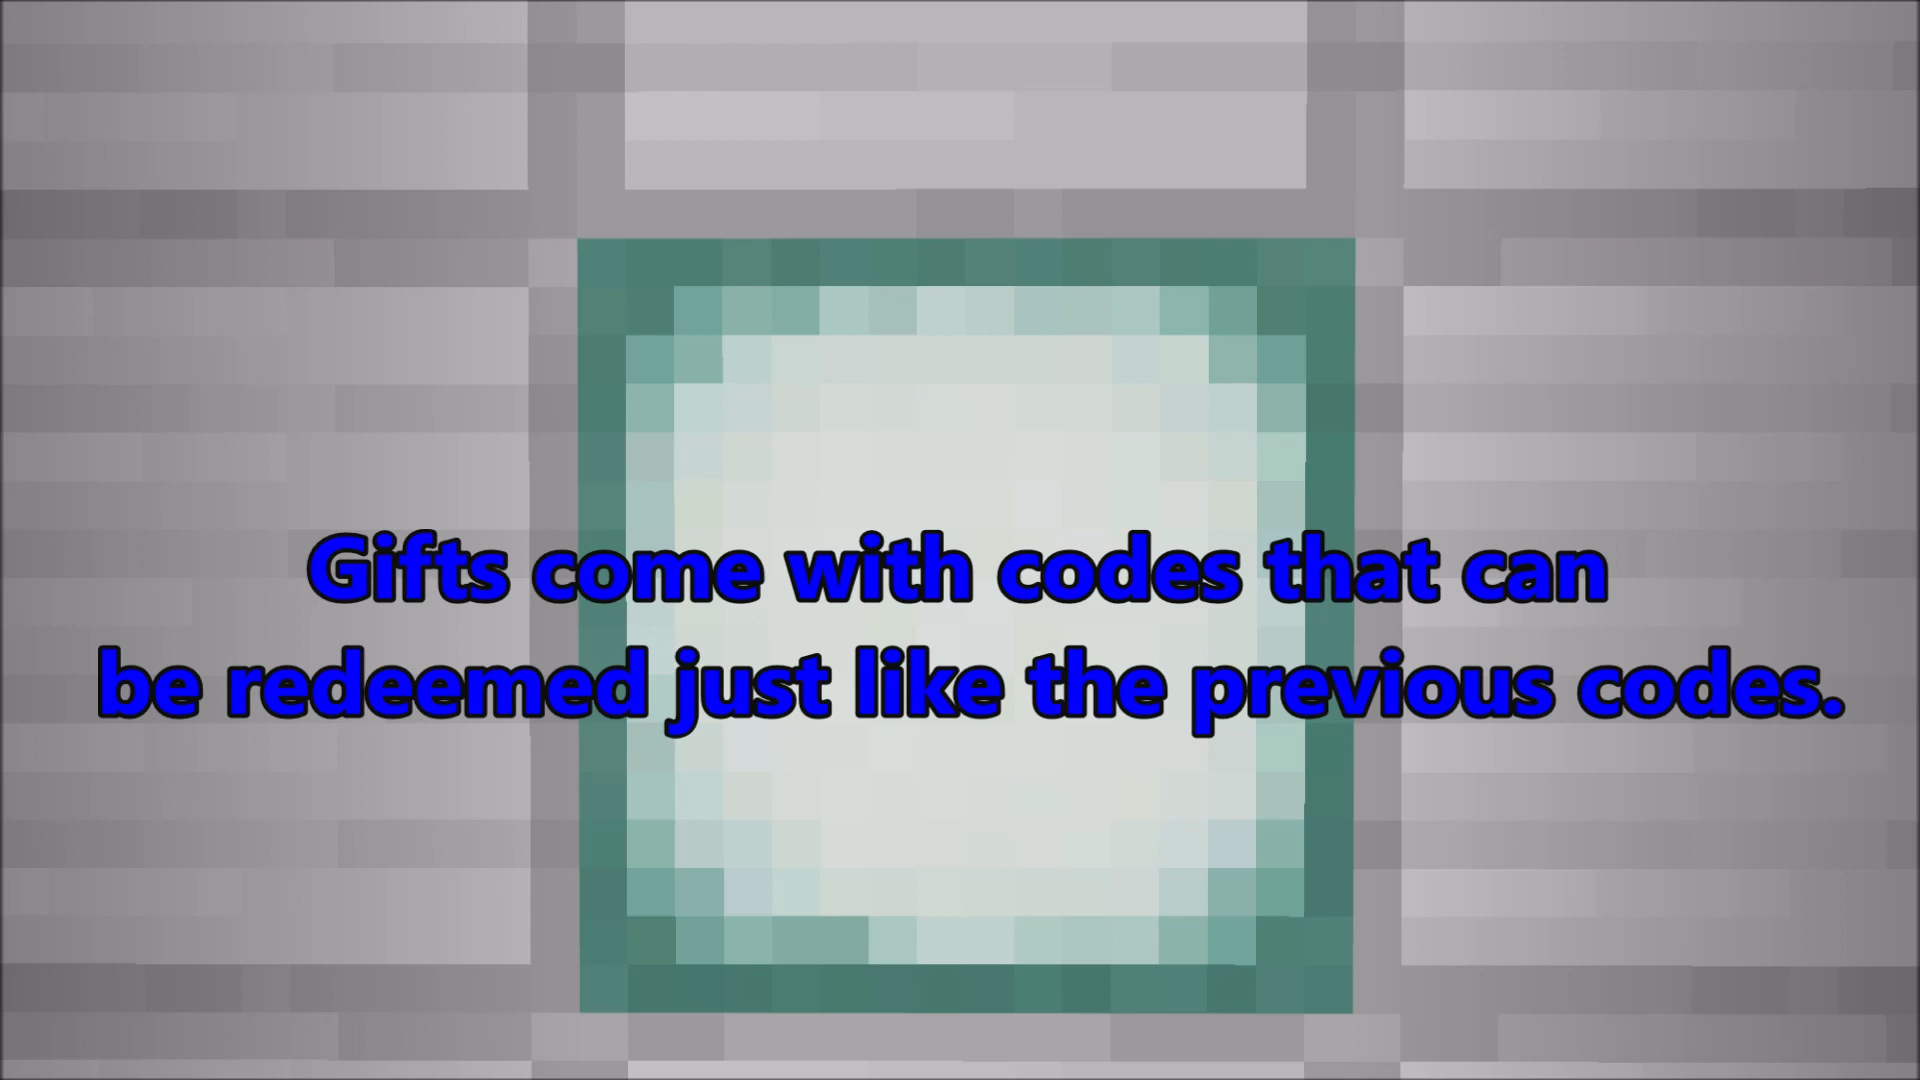 Gifts come with codes that can
be redeemed just like the previous codes.